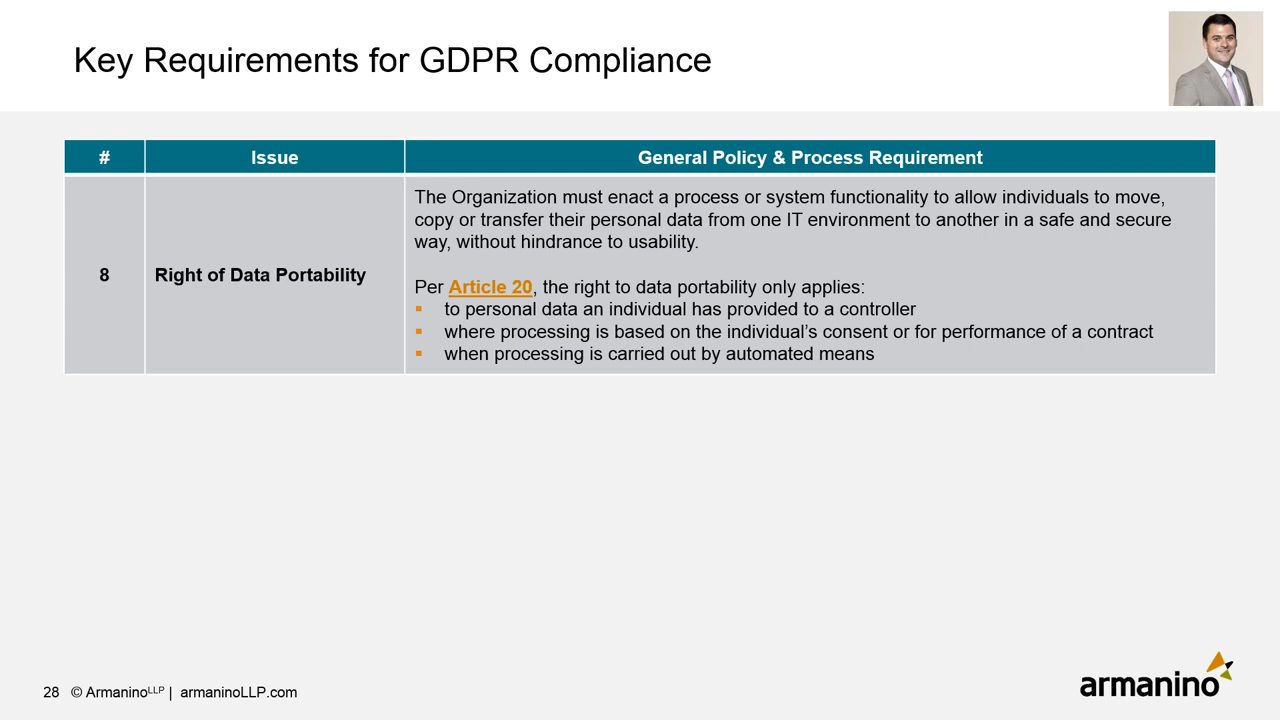 Key Requirements for GDPR Compliance
# Issue General Policy & Process Requirement
8 Right of Data Portability
The Organization must enact a process or system functionality to allow individuals to move,
copy or transfer their personal data from one IT environment to another in a safe and secure
way, without hindrance to usability.
Per Article 20, the right to data portability only applies:
▪ to personal data an individual has provided to a controller
▪ where processing is based on the individual’s consent or for performance of a contract
▪ when processing is carried out by automated means
28 © ArmaninoLLP | armaninoLLP.com
armanino